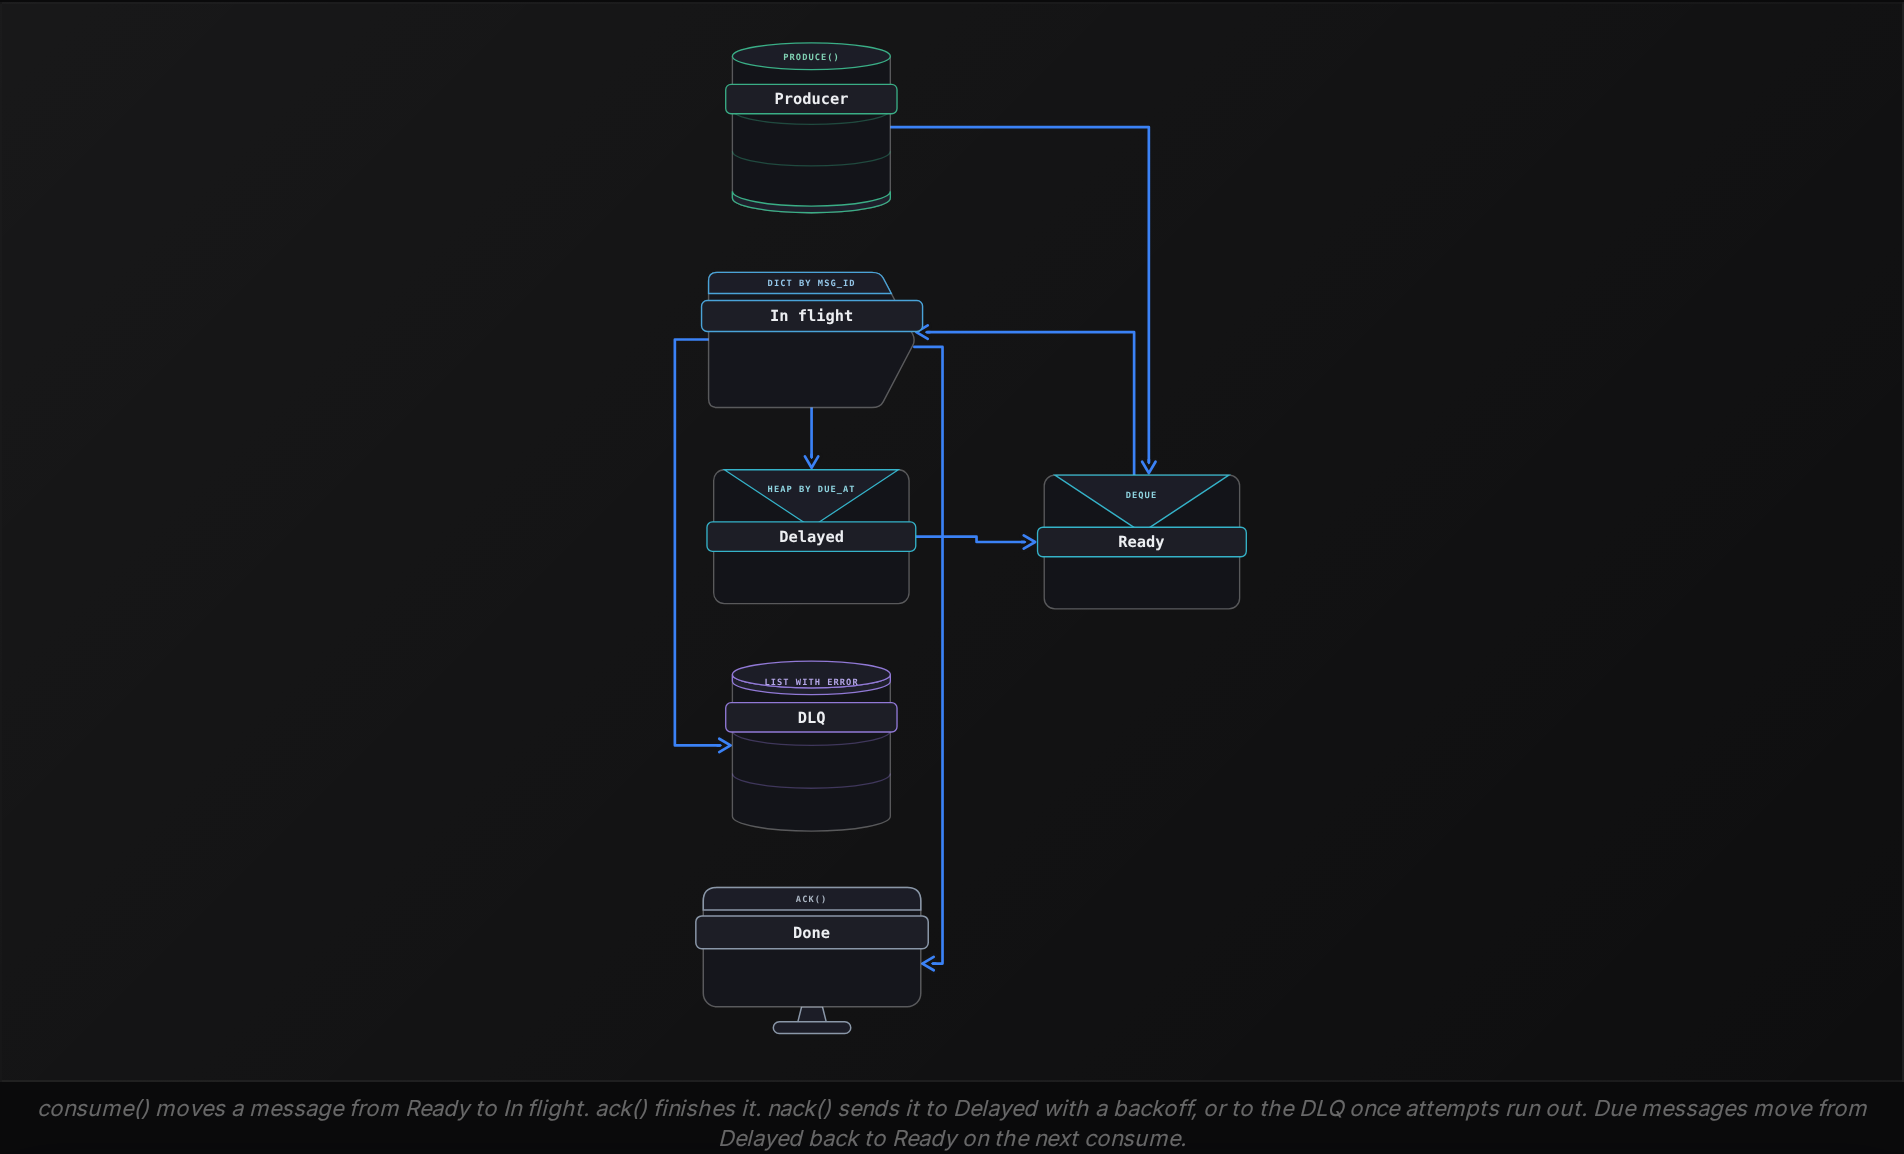 PRODUCE()
Producer
DICT BY MSG_ID
In flight
HEAP BY DUE_AT
Delayed
DEQUE
Ready
LIST WITH ERROR
DLQ
ACK()
Done
consume() moves a message from Ready to In flight. ack() finishes it. nack() sends it to Delayed with a backoff, or to the DLQ once attempts run out. Due messages move from
Delayed back to Ready on the next consume.